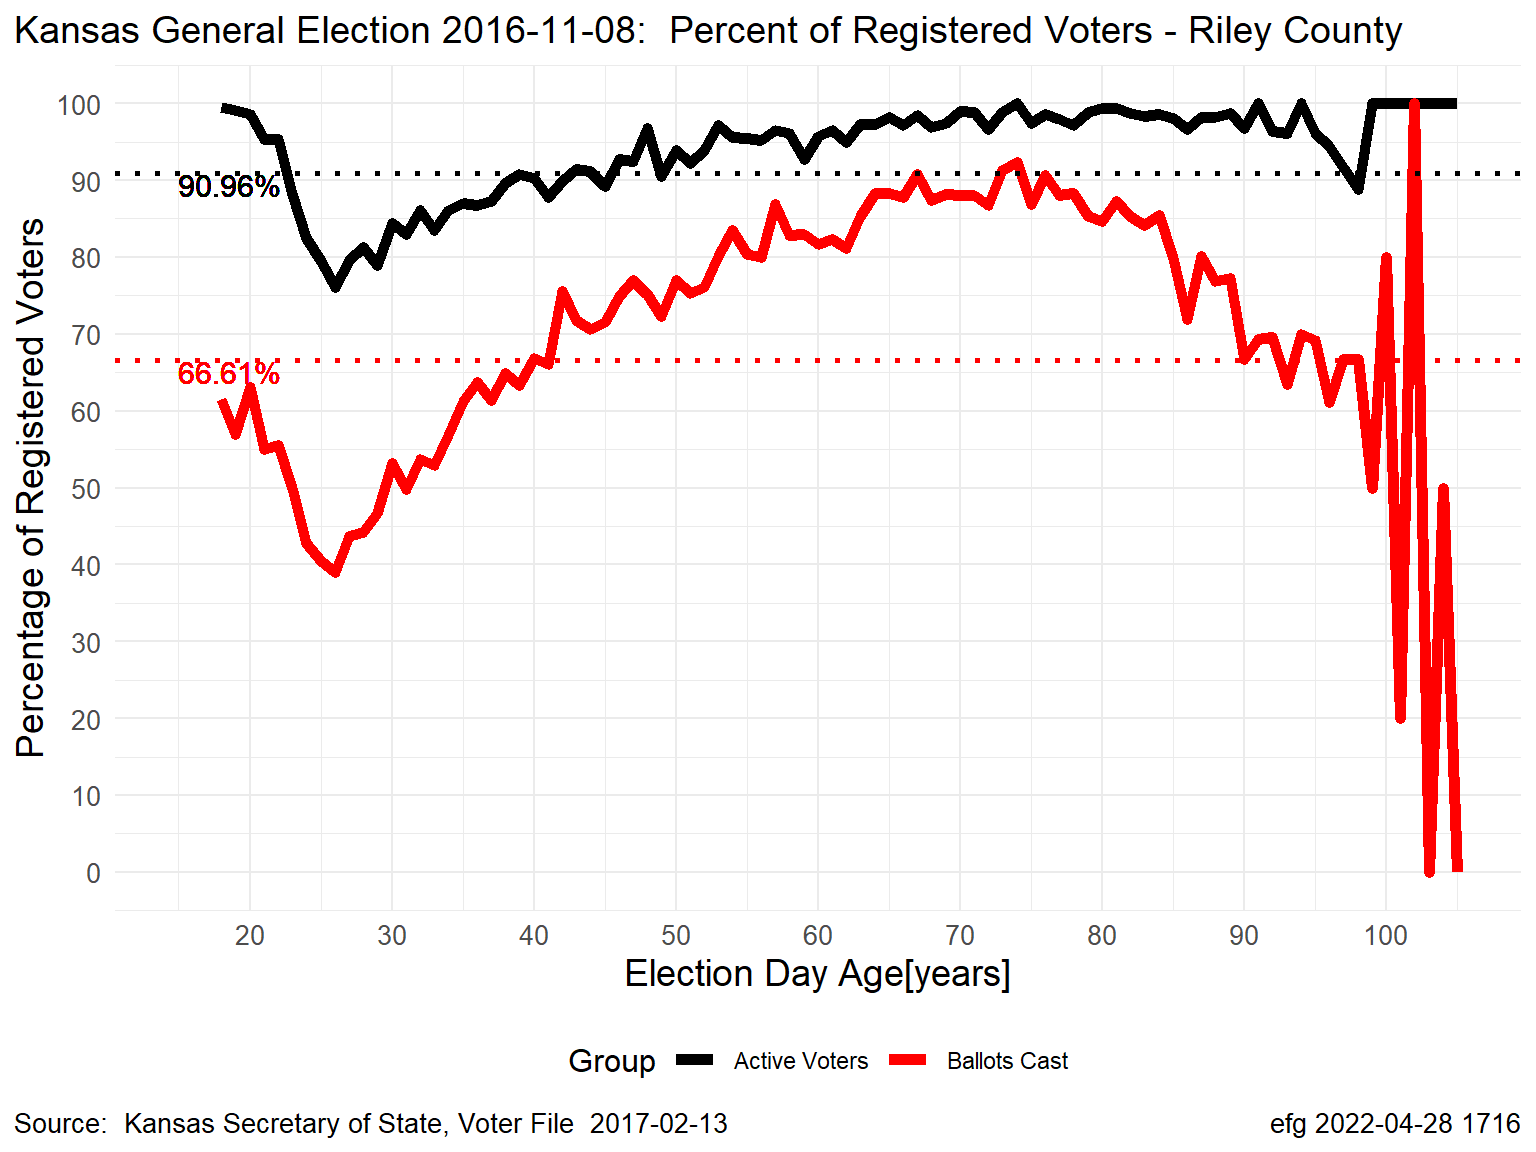 Kansas General Election 2016-11-08:  Percent of Registered Voters - Riley County
Percentage of Registered Voters
100
90
80
70
60
50
40
30
20
10
0
90.96%
66.61%
20 30 40 50 60 70 80 90 100
Election Day Age[years]
Group Active Voters Ballots Cast
Source:  Kansas Secretary of State, Voter File  2017-02-13
efg 2022-04-28 1716